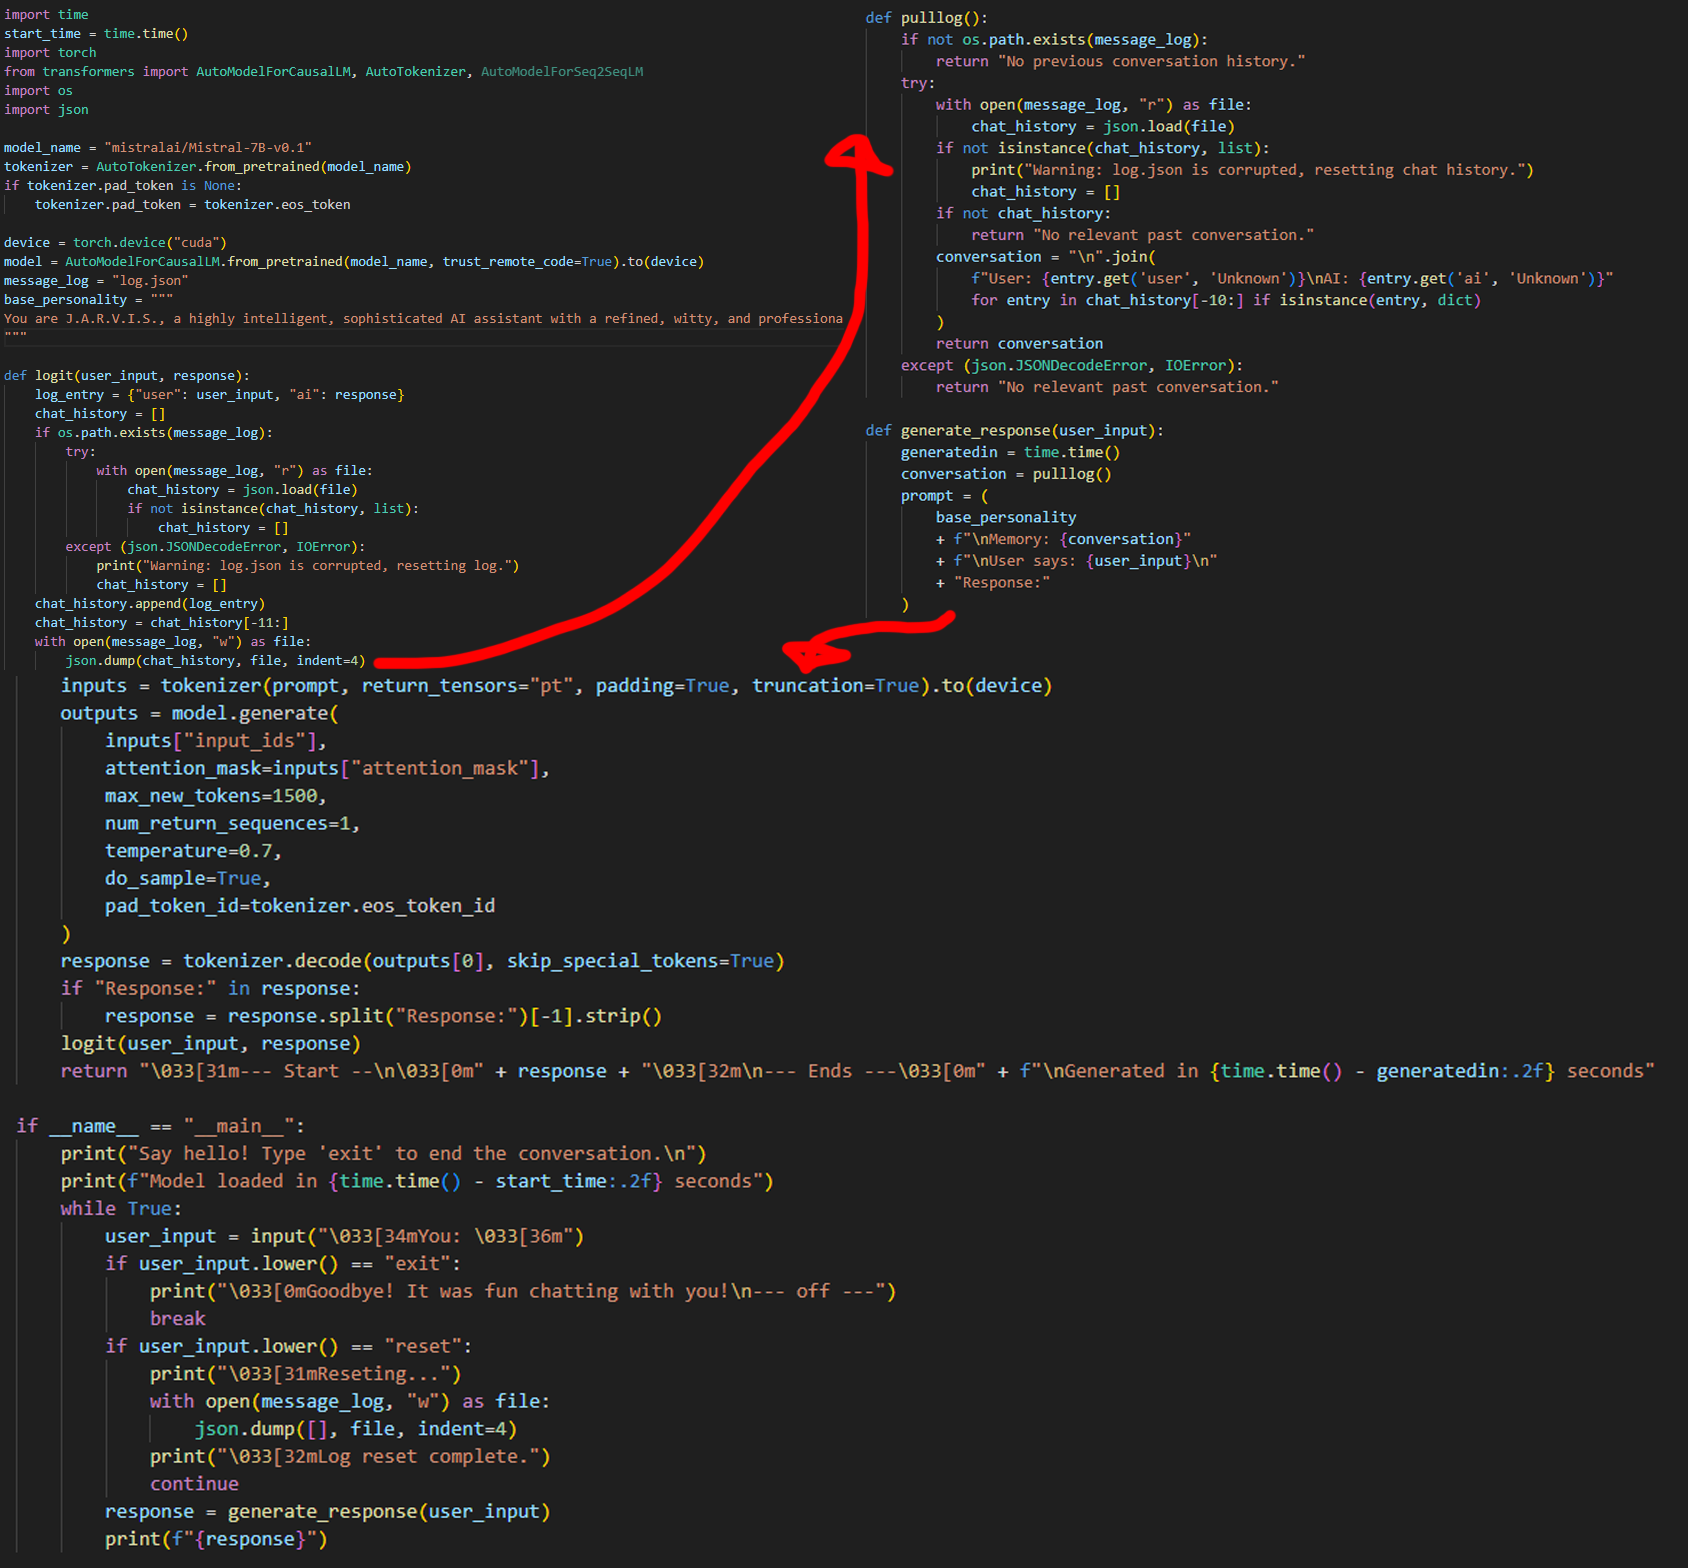 import time
start_time = time.time()
import torch
from transformers import AutoModelForCausalLM, AutoTokenizer, AutoModelForSeq2SeqLM
import os
import json

model_name = "mistralai/Mistral-7B-v0.1"
tokenizer = AutoTokenizer.from_pretrained(model_name)
if tokenizer.pad_token is None:
    tokenizer.pad_token = tokenizer.eos_token

device = torch.device("cuda")
model = AutoModelForCausalLM.from_pretrained(model_name, trust_remote_code=True).to(device)
message_log = "log.json"
base_personality = """
You are J.A.R.V.I.S., a highly intelligent, sophisticated AI assistant with a refined, witty, and professiona
"""

def logit(user_input, response):
    log_entry = {"user": user_input, "ai": response}
    chat_history = []
    if os.path.exists(message_log):
        try:
            with open(message_log, "r") as file:
                chat_history = json.load(file)
                if not isinstance(chat_history, list):
                    chat_history = []
        except (json.JSONDecodeError, IOError):
            print("Warning: log.json is corrupted, resetting log.")
            chat_history = []
    chat_history.append(log_entry)
    chat_history = chat_history[-11:]
    with open(message_log, "w") as file:
        json.dump(chat_history, file, indent=4)

def pulllog():
    if not os.path.exists(message_log):
        return "No previous conversation history."
    try:
        with open(message_log, "r") as file:
            chat_history = json.load(file)
        if not isinstance(chat_history, list):
            print("Warning: log.json is corrupted, resetting chat history.")
            chat_history = []
        if not chat_history:
            return "No relevant past conversation."
        conversation = "\n".join(
            f"User: {entry.get('user', 'Unknown')}\nAI: {entry.get('ai', 'Unknown')}"
            for entry in chat_history[-10:] if isinstance(entry, dict)
        )
        return conversation
    except (json.JSONDecodeError, IOError):
        return "No relevant past conversation."

def generate_response(user_input):
    generatedin = time.time()
    conversation = pulllog()
    prompt = (
        base_personality
        + f"\nMemory: {conversation}"
        + f"\nUser says: {user_input}\n"
        + "Response:"
    )
    inputs = tokenizer(prompt, return_tensors="pt", padding=True, truncation=True).to(device)
    outputs = model.generate(
        inputs["input_ids"],
        attention_mask=inputs["attention_mask"],
        max_new_tokens=1500,
        num_return_sequences=1,
        temperature=0.7,
        do_sample=True,
        pad_token_id=tokenizer.eos_token_id
    )
    response = tokenizer.decode(outputs[0], skip_special_tokens=True)
    if "Response:" in response:
        response = response.split("Response:")[-1].strip()
    logit(user_input, response)
    return "\033[31m--- Start --\n\033[0m" + response + "\033[32m\n--- Ends ---\033[0m" + f"\nGenerated in {time.time() - generatedin:.2f} seconds"

if __name__ == "__main__":
    print("Say hello! Type 'exit' to end the conversation.\n")
    print(f"Model loaded in {time.time() - start_time:.2f} seconds")
    while True:
        user_input = input("\033[34mYou: \033[36m")
        if user_input.lower() == "exit":
            print("\033[0mGoodbye! It was fun chatting with you!\n--- off ---")
            break
        if user_input.lower() == "reset":
            print("\033[31mReseting...")
            with open(message_log, "w") as file:
                json.dump([], file, indent=4)
            print("\033[32mLog reset complete.")
            continue
        response = generate_response(user_input)
        print(f"{response}")